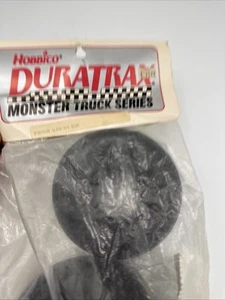 HOBBICO®
DURATRAX
MONSTER TRUCK SERIES